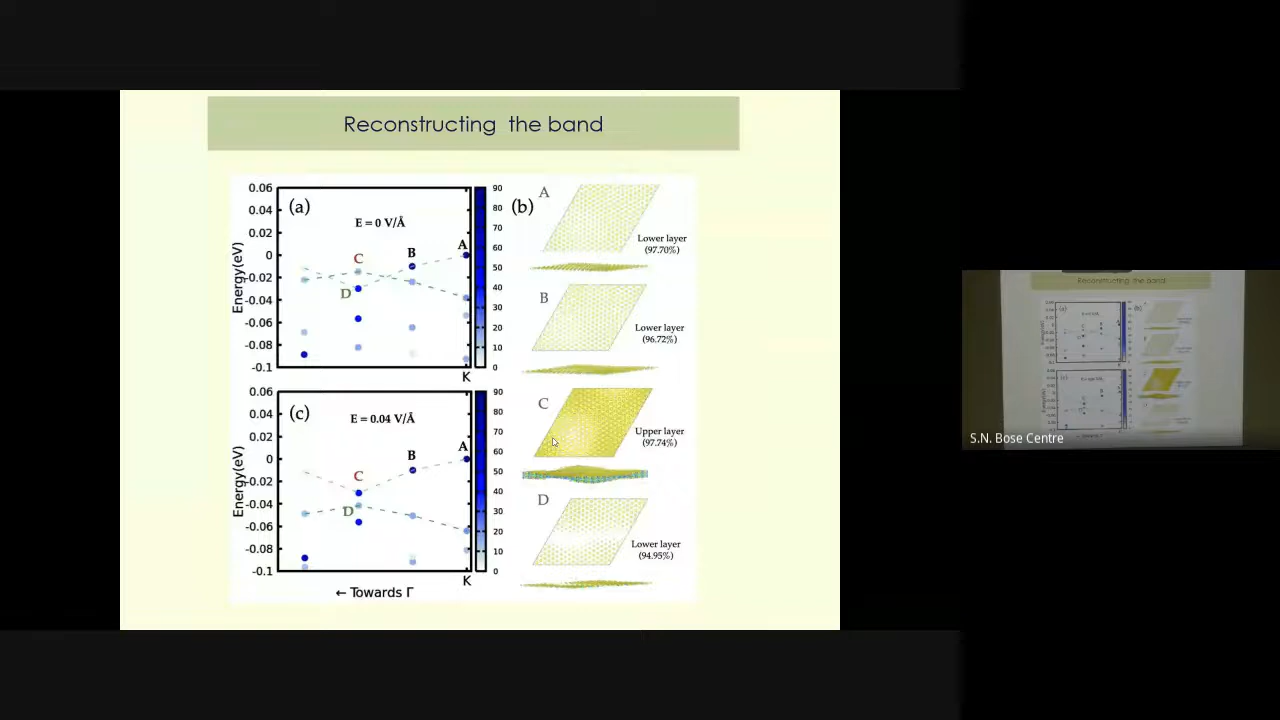 Reconstructing the band
(a)
E = 0 V/Å
0.06
0.04
0.02
0
-0.02
-0.04
-0.06
-0.08
-0.1
Energy(eV)
A
B
C
D
K
90
80
70
60
50
40
30
20
10
0
(b)
A
Lower layer
(97.70%)
B
Lower layer
(96.72%)
C
Upper layer
(97.74%)
D
Lower layer
(94.95%)
(c)
E = 0.04 V/Å
0.06
0.04
0.02
0
-0.02
-0.04
-0.06
-0.08
-0.1
Energy(eV)
A
B
C
D
K
90
80
70
60
50
40
30
20
10
0
← Towards Γ
Reconstructing the band
S.N. Bose Centre